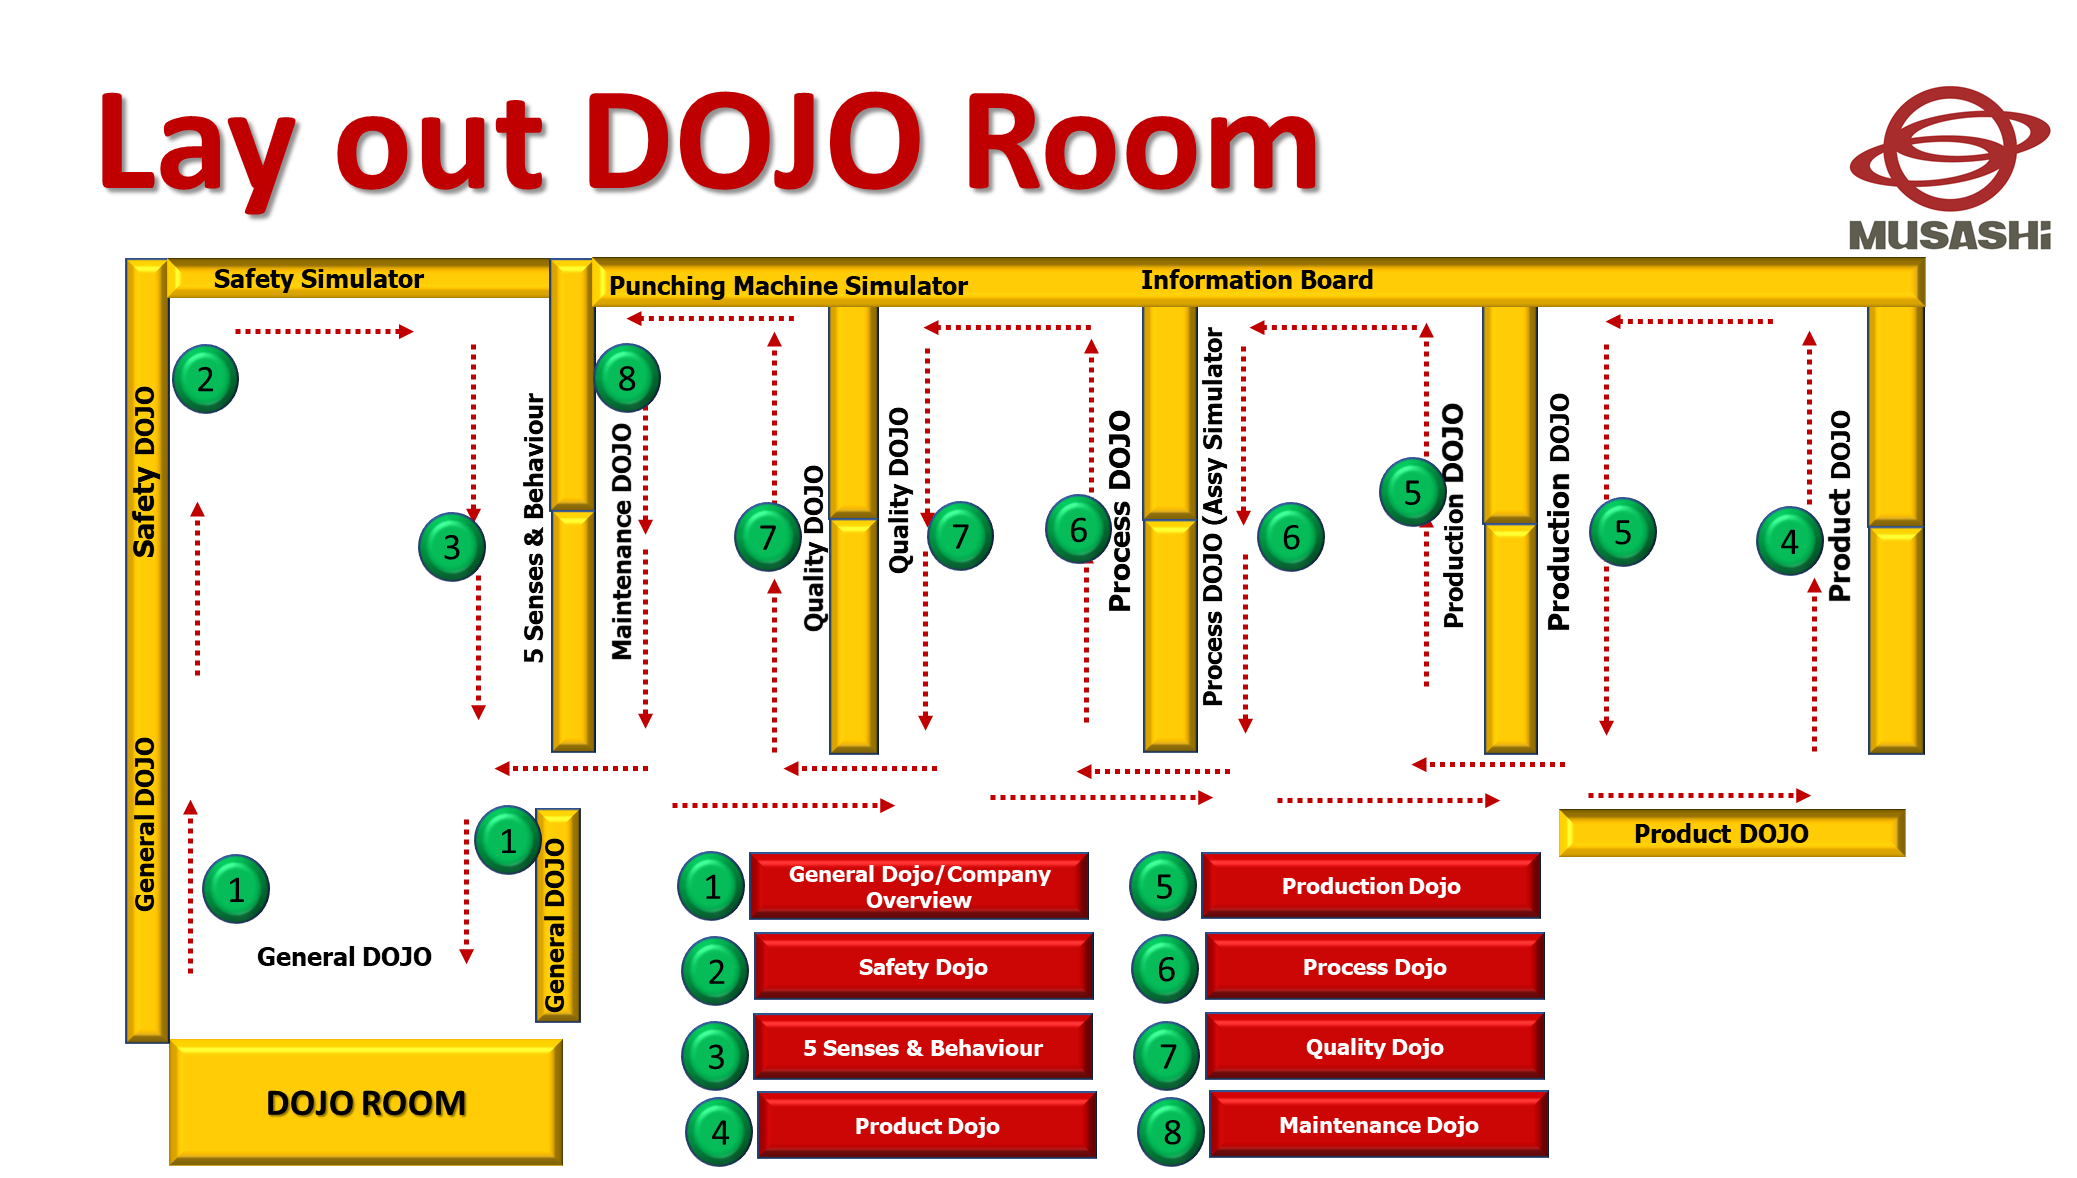 Lay out DOJO Room
MUSASHi
Safety Simulator
Punching Machine Simulator
Information Board
Safety DOJO
General DOJO
2
3
5 Senses & Behaviour
8
Maintenance DOJO
7
Quality DOJO
Quality DOJO
7
6
Process DOJO
Process DOJO (Assy Simulator
6
5
Production DOJO
Production DOJO
5
4
Product DOJO
1
1
General DOJO
General DOJO
Product DOJO
DOJO ROOM
1
General Dojo/Company
Overview
2
Safety Dojo
3
5 Senses & Behaviour
4
Product Dojo
5
Production Dojo
6
Process Dojo
7
Quality Dojo
8
Maintenance Dojo